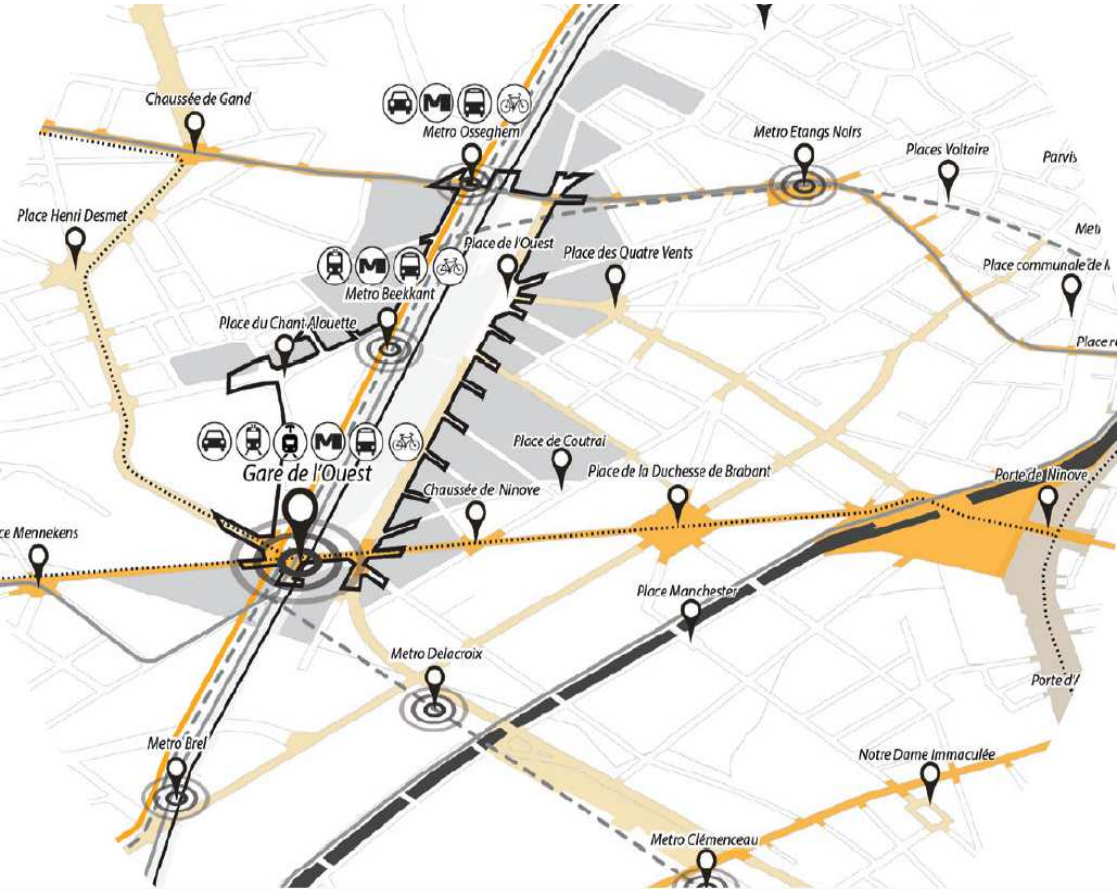 Chaussée de Gand
M
Metro Osseghem
Metro Etangs Noirs
Places Voltaire
Parvis
Place Henri Desmet
Place de l'Ouest
Place des Quatre Vents
Place communale de
M
Metro Beekkant
Place du Chant Alouette
Place
M
Gare de l'Ouest
Place de Coutrai
Place de la Duchesse de Brabant
Porte de Ninove
Chaussée de Ninove
Mennekens
Place Manchester
Metro Delacroix
Porte d'
Metro Brel
Notre Dame Immaculée
Metro Clémenceau